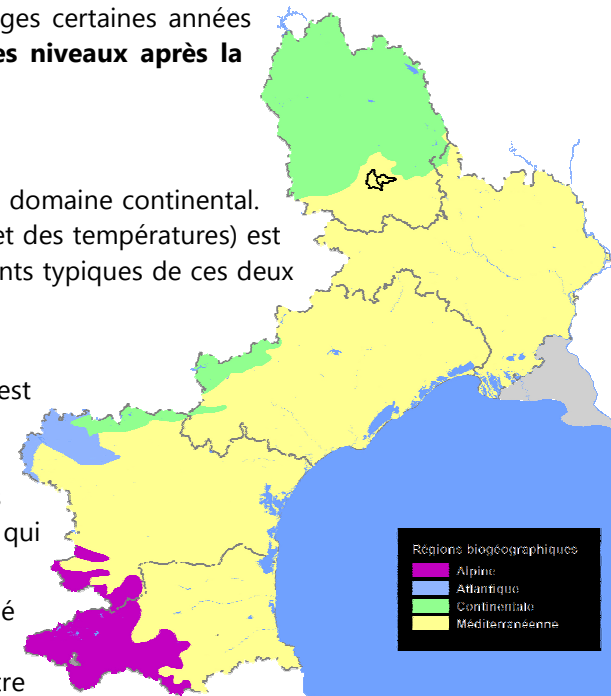 ges certaines années
es niveaux après la
domaine continental.
et des températures) est
nts typiques de ces deux
est
qui
é
tre
Régions biogéographiques
Alpine
Atlantique
Continentale
Méditerranéenne